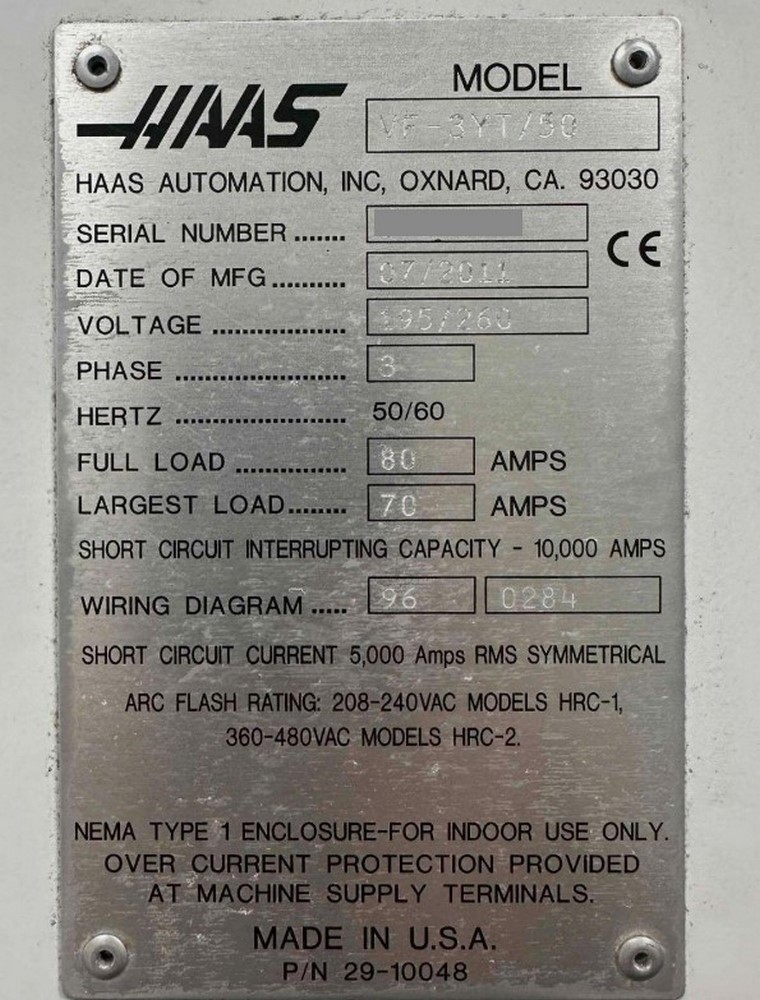 MODEL
HAAS VF-3YT/50
HAAS AUTOMATION, INC, OXNARD, CA. 93030
SERIAL NUMBER .......
CE
DATE OF MFG.......... 07/2011
VOLTAGE ................. 195/260
PHASE ...................... 3
HERTZ ...................... 50/60
FULL LOAD .............. 80 AMPS
LARGEST LOAD........ 70 AMPS
SHORT CIRCUIT INTERRUPTING CAPACITY - 10,000 AMPS
WIRING DIAGRAM ..... 96 0284
SHORT CIRCUIT CURRENT 5,000 Amps RMS SYMMETRICAL
ARC FLASH RATING: 208-240VAC MODELS HRC-1,
360-480VAC MODELS HRC-2.
NEMA TYPE 1 ENCLOSURE-FOR INDOOR USE ONLY.
OVER CURRENT PROTECTION PROVIDED
AT MACHINE SUPPLY TERMINALS.
MADE IN U.S.A.
P/N 29-10048